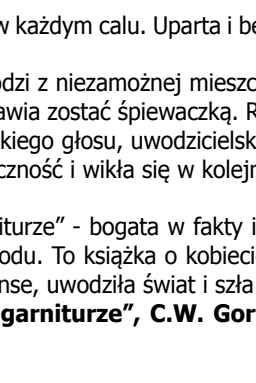 w każdym calu. Uparta i be
odzi z niezamożnej mieszc
awia zostać śpiewaczką. R
kiego głosu, uwodzicielsk
czność i wikła się w kolejn
iturze” - bogata w fakty i
odu. To książka o kobieci
nse, uwodziła świat i szła
garniturze”, C.W. Gor